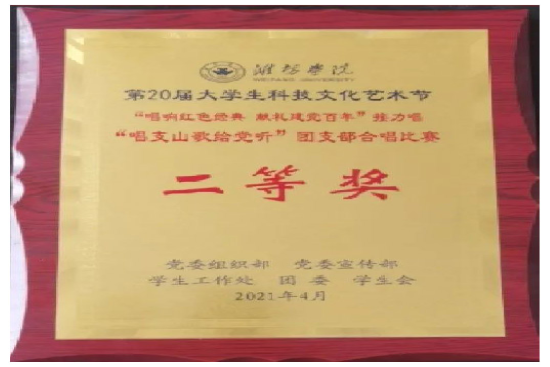 潍坊学院
WEIFANG UNIVERSITY
第20届大学生科技文化艺术节
“唱响红色经典 献礼建党百年”接力唱
“唱支山歌给党听”团支部合唱比赛
二等奖
党委组织部 党委宣传部
学生工作处 团 委 学生会
2021年4月